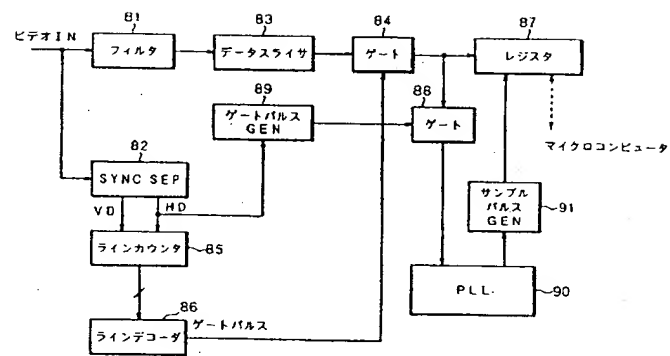 ビデオIN
81
フィルタ
83
データスライサ
84
ゲート
87
レジスタ
89
ゲートパルス
GEN
88
ゲート
マイクロコンピュータ
82
SYNC SEP
VD
HD
サンプル
パルス
GEN
91
ラインカウンタ
85
PLL.
90
86
ラインデコーダ
ゲートパルス